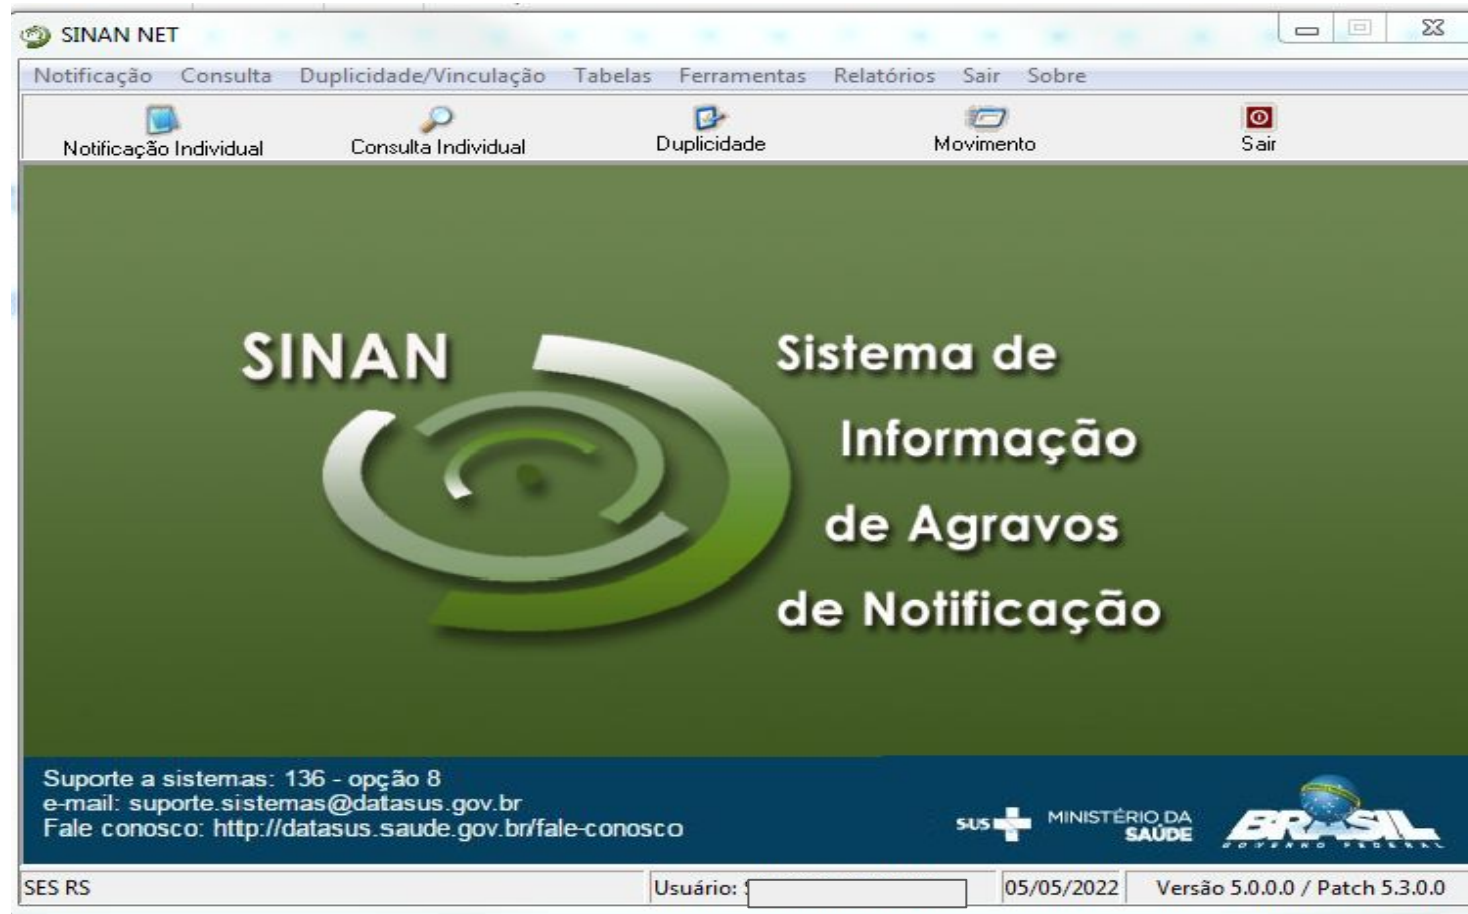 SINAN NET
Notificação Consulta Duplicidade/Vinculação Tabelas Ferramentas Relatórios Sair Sobre
Notificação Individual Consulta Individual Duplicidade Movimento Sair
SINAN
Sistema de
Informação
de Agravos
de Notificação
Suporte a sistemas: 136 - opção 8
e-mail: suporte.sistemas@datasus.gov.br
Fale conosco: http://datasus.saude.gov.br/fale-conosco
SUS MINISTÉRIO DA
SAÚDE
BRASIL
GOVERNO FEDERAL
SES RS Usuário: 05/05/2022 Versão 5.0.0.0 / Patch 5.3.0.0